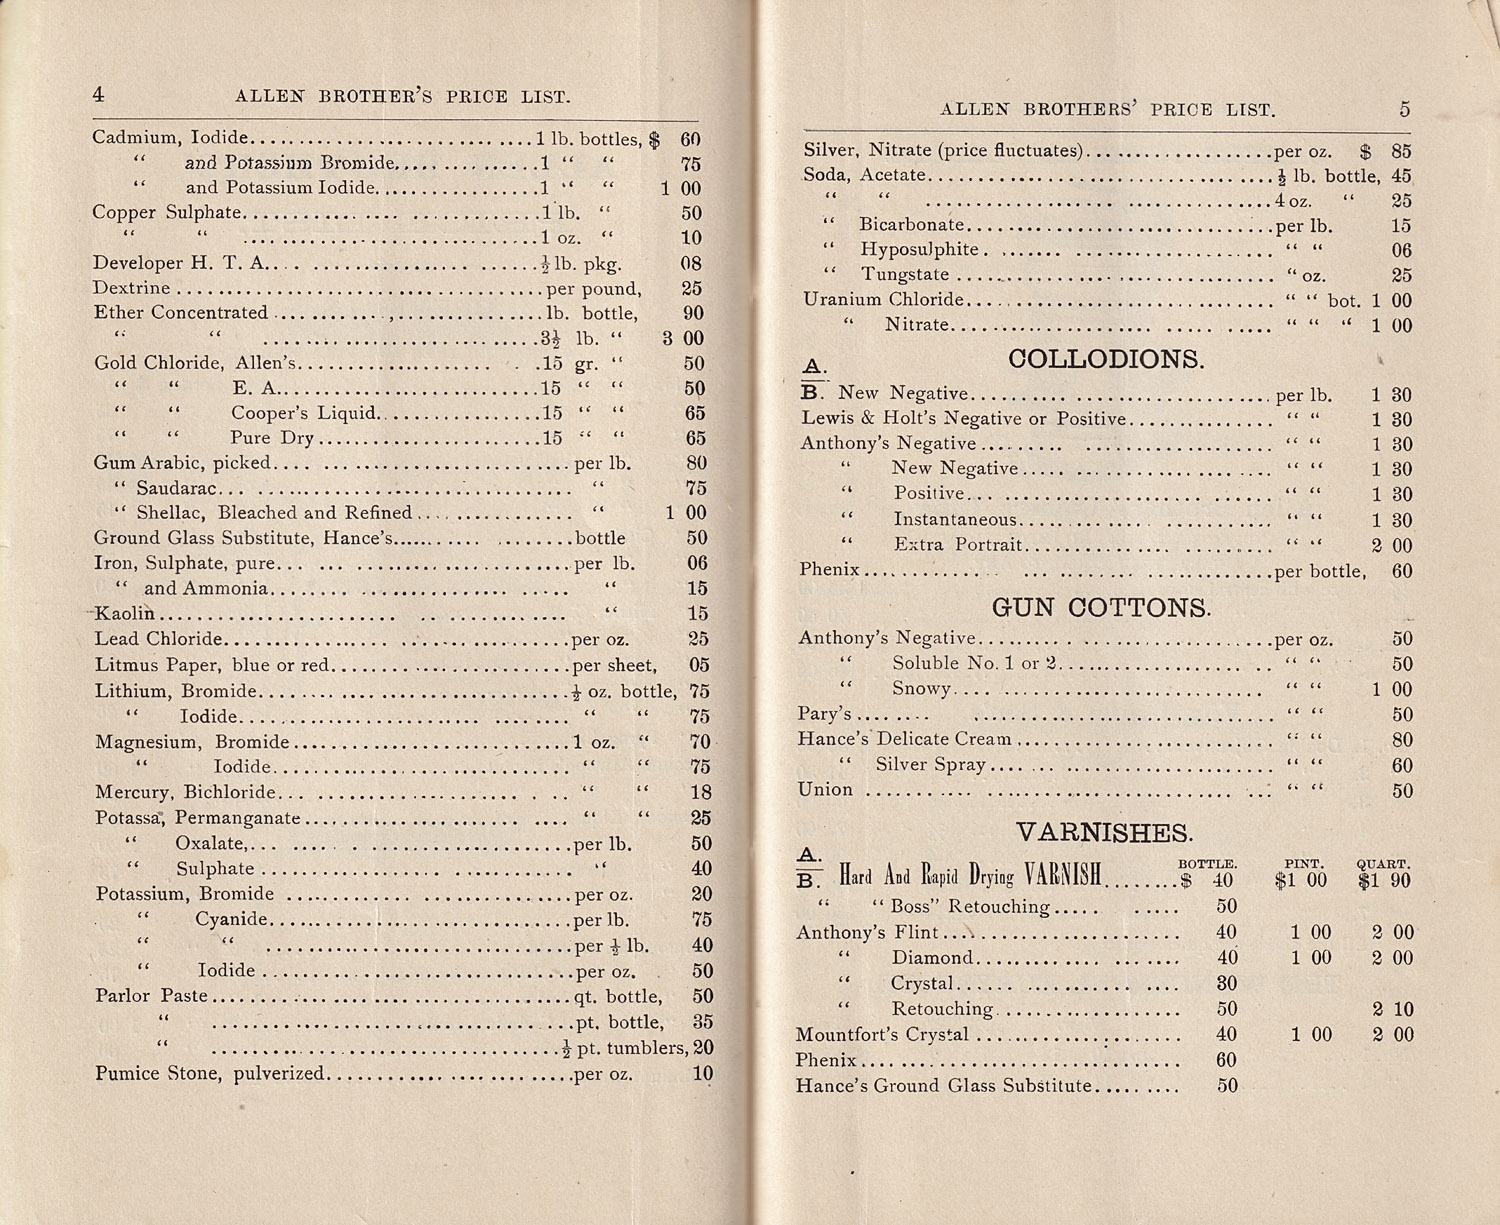 4 ALLEN BROTHER'S PRICE LIST.
Cadmium, Iodide.............................1 lb. bottles, $ 60
“ and Potassium Bromide...............1 “ “ 75
“ and Potassium Iodide.................1 “ “ 1 00
Copper Sulphate.............................1 lb. “ 50
“ “ .............................1 oz. “ 10
Developer H. T. A.............................½ lb. pkg. 08
Dextrine.....................................per pound, 25
Ether Concentrated...........................lb. bottle, 90
“ “ .............................3½ lb. “ 3 00
Gold Chloride, Allen's........................15 gr. “ 50
“ “ E. A..........................15 “ “ 50
“ “ Cooper's Liquid................15 “ “ 65
“ “ Pure Dry......................15 “ “ 65
Gum Arabic, picked...........................per lb. 80
“ Saudarac.................................. “ 75
“ Shellac, Bleached and Refined.............. “ 1 00
Ground Glass Substitute, Hance's..............bottle 50
Iron, Sulphate, pure..........................per lb. 06
“ and Ammonia.............................. “ 15
Kaolin....................................... “ 15
Lead Chloride................................per oz. 25
Litmus Paper, blue or red.....................per sheet, 05
Lithium, Bromide.............................½ oz. bottle, 75
“ Iodide............................... “ “ 75
Magnesium, Bromide...........................1 oz. “ 70
“ Iodide............................. “ “ 75
Mercury, Bichloride.......................... “ “ 18
Potassa, Permanganate........................ “ “ 25
“ Oxalate,.............................per lb. 50
“ Sulphate............................. “ 40
Potassium, Bromide...........................per oz. 20
“ Cyanide............................per lb. 75
“ “ ............................per ½ lb. 40
“ Iodide.............................per oz. 50
Parlor Paste.................................qt. bottle, 50
“ .................................pt. bottle, 35
“ .................................½ pt. tumblers, 20
Pumice Stone, pulverized.....................per oz. 10
ALLEN BROTHERS' PRICE LIST. 5
Silver, Nitrate (price fluctuates)...................per oz. $ 85
Soda, Acetate.....................................½ lb. bottle, 45
“ “ .....................................4 oz. “ 25
“ Bicarbonate................................per lb. 15
“ Hyposulphite............................... “ “ 06
“ Tungstate.................................. “ oz. 25
Uranium Chloride................................. “ “ bot. 1 00
“ Nitrate.................................. “ “ “ 1 00
COLLODIONS.
A.
B. New Negative..................................per lb. 1 30
Lewis & Holt's Negative or Positive............... “ “ 1 30
Anthony's Negative............................... “ “ 1 30
“ New Negative........................... “ “ 1 30
“ Positive............................... “ “ 1 30
“ Instantaneous.......................... “ “ 1 30
“ Extra Portrait......................... “ “ 2 00
Phenix...........................................per bottle, 60
GUN COTTONS.
Anthony's Negative...............................per oz. 50
“ Soluble No. 1 or 2..................... “ “ 50
“ Snowy.................................. “ “ 1 00
Pary's........................................... “ “ 50
Hance's Delicate Cream........................... “ “ 80
“ Silver Spray............................. “ “ 60
Union............................................ “ “ 50
VARNISHES.
BOTTLE. PINT. QUART.
A.
B. Hard And Rapid Drying VARNISH........$ 40 $1 00 $1 90
“ “Boss” Retouching.......... 50
Anthony's Flint......................... 40 1 00 2 00
“ Diamond....................... 40 1 00 2 00
“ Crystal....................... 30
“ Retouching.................... 50 2 10
Mountfort's Crystal..................... 40 1 00 2 00
Phenix................................. 60
Hance's Ground Glass Substitute......... 50